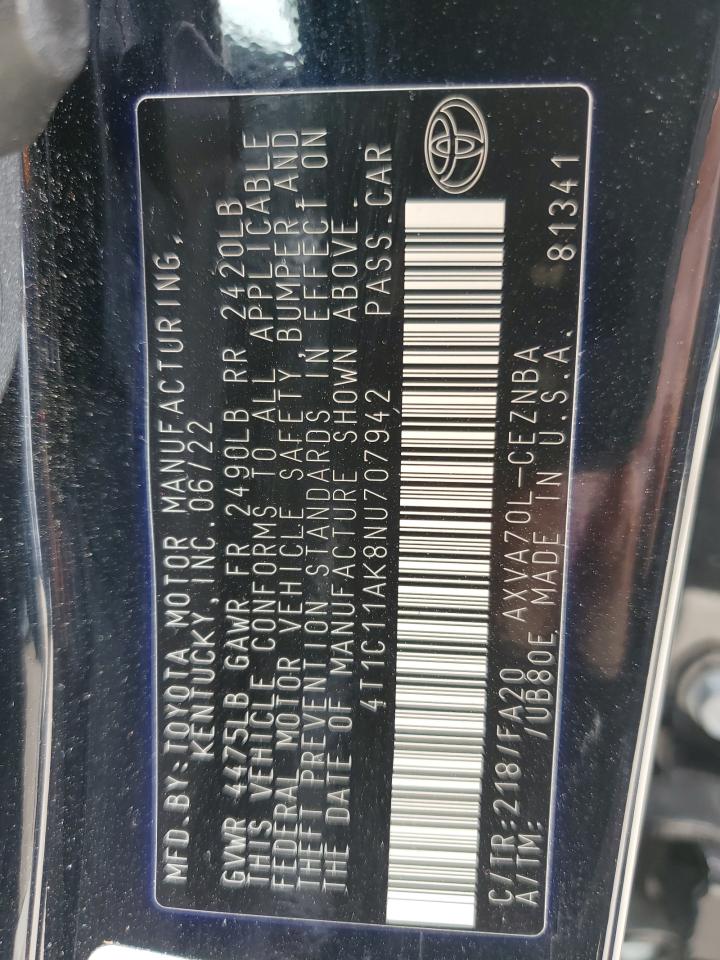 MFD.BY:TOYOTA MOTOR MANUFACTURING,
KENTUCKY, INC.06/22
GVWR 4475LB GAWR FR 2490LB RR 2420LB
THIS VEHICLE CONFORMS TO ALL APPLICABLE
FEDERAL MOTOR VEHICLE SAFETY, BUMPER, AND
THEFT PREVENTION STANDARDS IN EFFECT ON
THE DATE OF MANUFACTURE SHOWN ABOVE.
4T1C11AK8NU707942 PASS.CAR
C/TR:218/FA20 AXVA70L-CEZNBA
A/TM: /UB80E MADE IN U.S.A. 81341